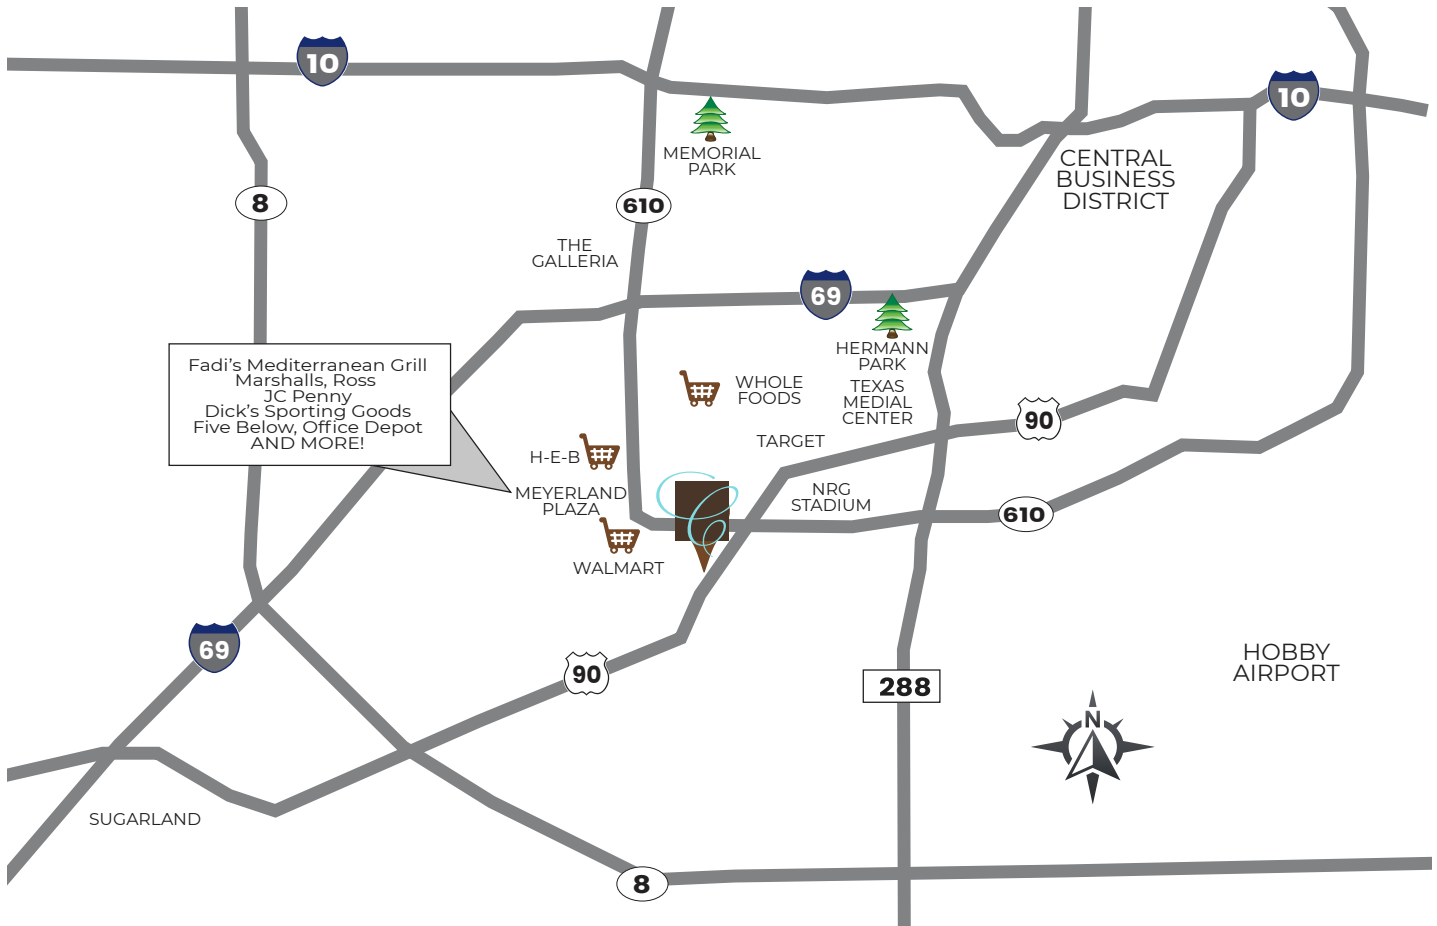 10
10
MEMORIAL
PARK
CENTRAL
BUSINESS
DISTRICT
8
610
THE
GALLERIA
69
HERMANN
PARK
Fadi's Mediterranean Grill
Marshalls, Ross
JC Penny
Dick's Sporting Goods
Five Below, Office Depot
AND MORE!
WHOLE
FOODS
TEXAS
MEDIAL
CENTER
90
TARGET
H-E-B
MEYERLAND
PLAZA
CC
NRG
STADIUM
610
WALMART
69
90
288
HOBBY
AIRPORT
N
SUGARLAND
8